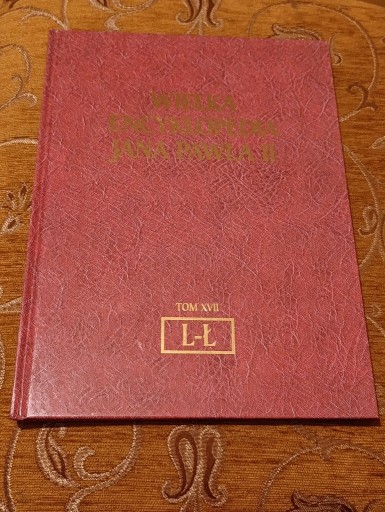 WIELKA
ENCYKLOPEDIA
JANA PAWŁA II
TOM XVII
L-Ł